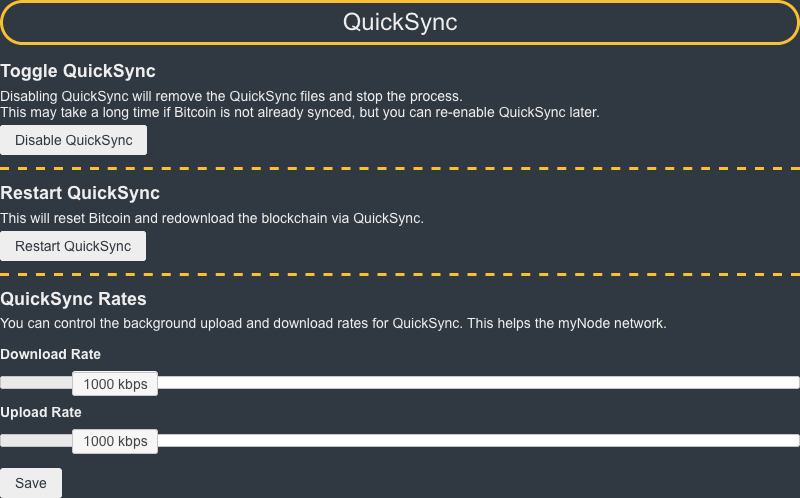 QuickSync
Toggle QuickSync
Disabling QuickSync will remove the QuickSync files and stop the process.
This may take a long time if Bitcoin is not already synced, but you can re-enable QuickSync later.
Disable QuickSync
Restart QuickSync
This will reset Bitcoin and redownload the blockchain via QuickSync.
Restart QuickSync
QuickSync Rates
You can control the background upload and download rates for QuickSync. This helps the myNode network.
Download Rate
1000 kbps
Upload Rate
1000 kbps
Save